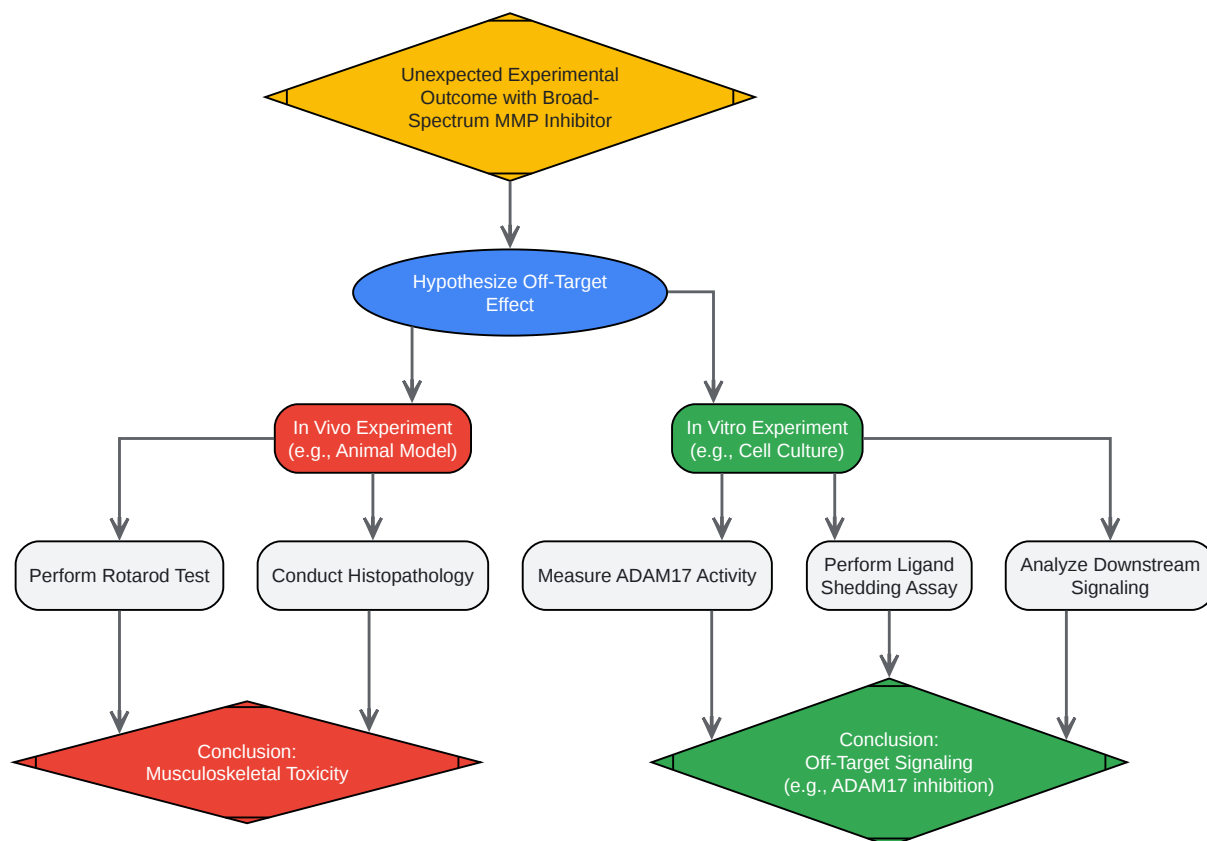 Unexpected Experimental
Outcome with Broad-
Spectrum MMP Inhibitor
Hypothesize Off-Target
Effect
In Vivo Experiment
(e.g., Animal Model)
In Vitro Experiment
(e.g., Cell Culture)
Perform Rotarod Test
Conduct Histopathology
Measure ADAM17 Activity
Perform Ligand
Shedding Assay
Analyze Downstream
Signaling
Conclusion:
Musculoskeletal Toxicity
Conclusion:
Off-Target Signaling
(e.g., ADAM17 inhibition)